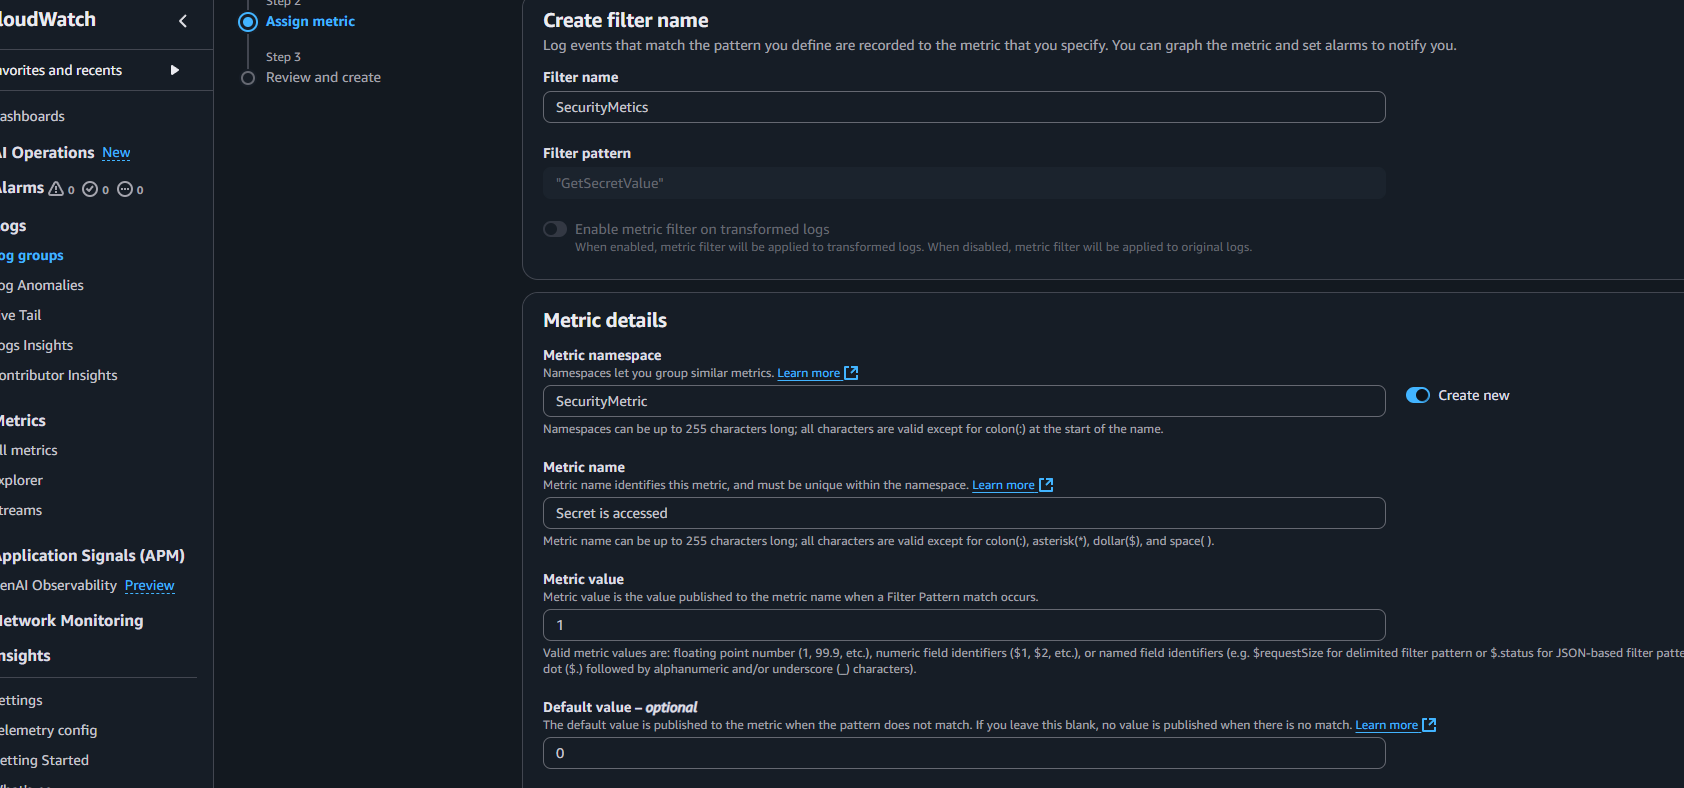 loudWatch
avorites and recents
ashboards
AI Operations New
larms 0 0 0
ogs
og groups
og Anomalies
ive Tail
ogs Insights
ontributor Insights
Metrics
ll metrics
xplorer
treams
pplication Signals (APM)
enAI Observability Preview
Network Monitoring
nsights
ettings
elemetry config
etting Started
Step 2
Assign metric
Step 3
Review and create
Create filter name
Log events that match the pattern you define are recorded to the metric that you specify. You can graph the metric and set alarms to notify you.
Filter name
SecurityMetics
Filter pattern
"GetSecretValue"
Enable metric filter on transformed logs
When enabled, metric filter will be applied to transformed logs. When disabled, metric filter will be applied to original logs.
Metric details
Metric namespace
Namespaces let you group similar metrics. Learn more
SecurityMetric
Create new
Namespaces can be up to 255 characters long; all characters are valid except for colon(:) at the start of the name.
Metric name
Metric name identifies this metric, and must be unique within the namespace. Learn more
Secret is accessed
Metric name can be up to 255 characters long; all characters are valid except for colon(:), asterisk(*), dollar($), and space( ).
Metric value
Metric value is the value published to the metric name when a Filter Pattern match occurs.
1
Valid metric values are: floating point number (1, 99.9, etc.), numeric field identifiers ($1, $2, etc.), or named field identifiers (e.g. $requestSize for delimited filter pattern or $.status for JSON-based filter patte
dot ($.) followed by alphanumeric and/or underscore (_) characters).
Default value – optional
The default value is published to the metric when the pattern does not match. If you leave this blank, no value is published when there is no match. Learn more
0